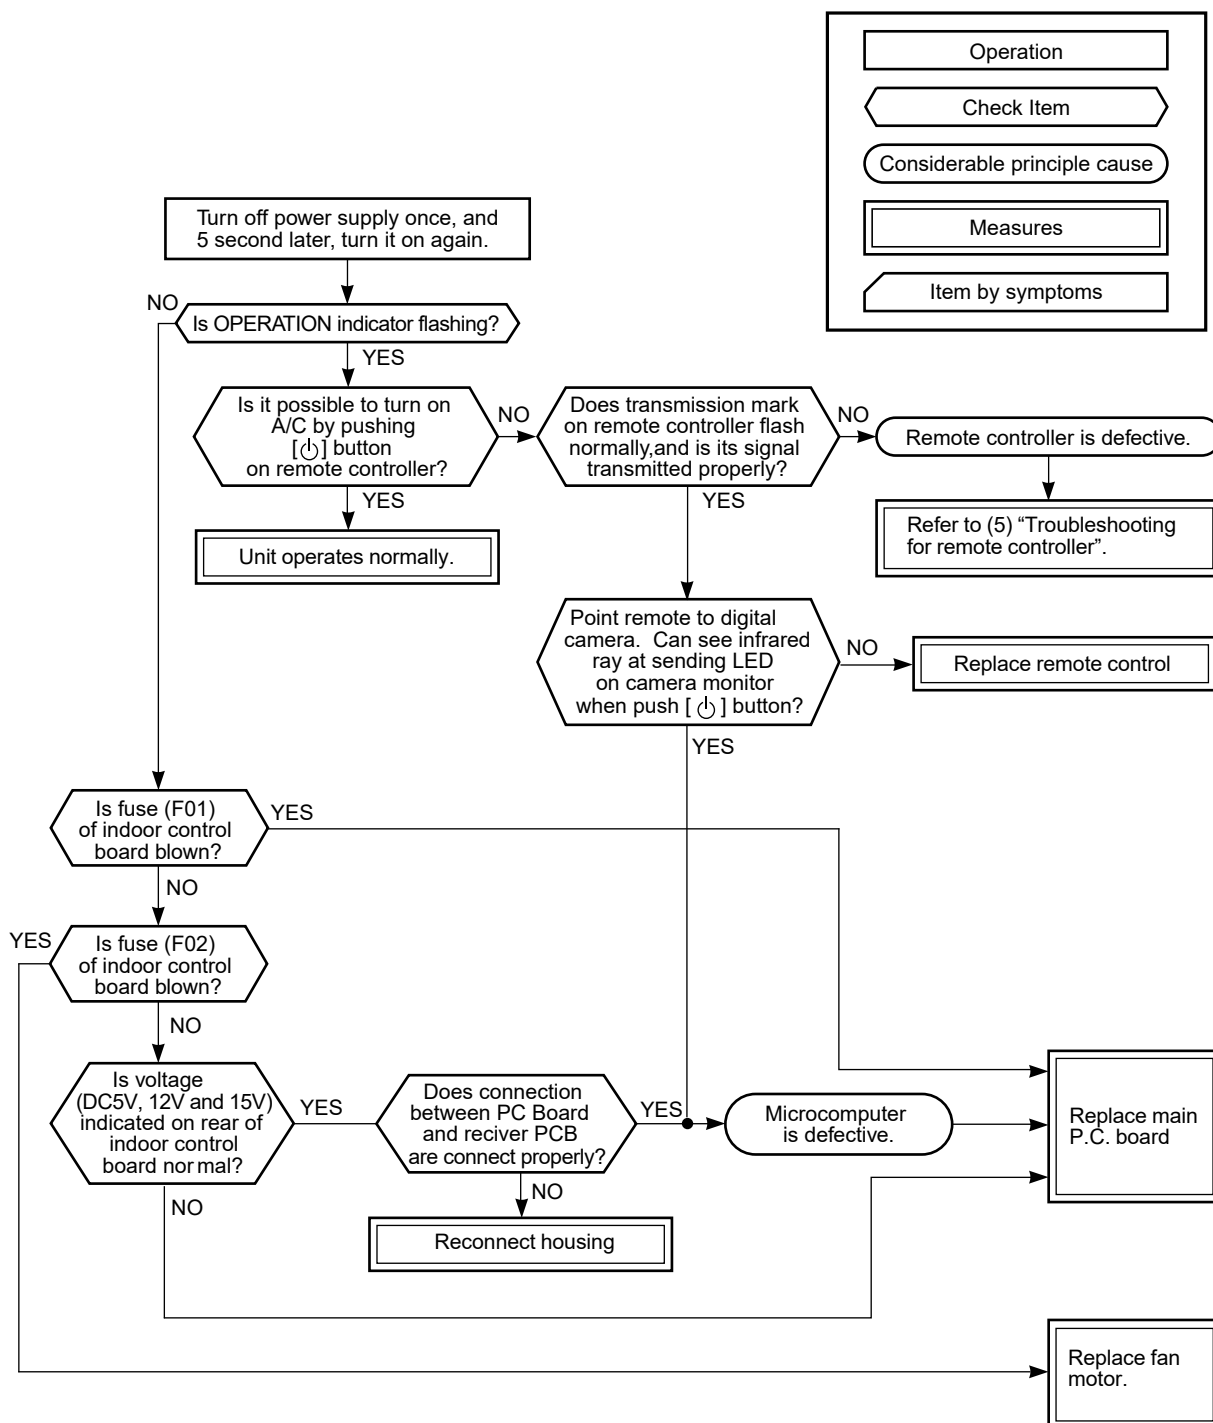 Operation
Check Item
Considerable principle cause
Measures
Item by symptoms
Turn off power supply once, and
5 second later, turn it on again.
NO
Is OPERATION indicator flashing?
YES
Is it possible to turn on
A/C by pushing
[⏻] button
on remote controller?
NO
Does transmission mark
on remote controller flash
normally,and is its signal
transmitted properly?
NO
Remote controller is defective.
YES
YES
Unit operates normally.
Refer to (5) “Troubleshooting
for remote controller”.
Point remote to digital
camera. Can see infrared
ray at sending LED
on camera monitor
when push [ ⏻ ] button?
NO
Replace remote control
YES
Is fuse (F01)
of indoor control
board blown?
YES
NO
YES
Is fuse (F02)
of indoor control
board blown?
NO
Is voltage
(DC5V, 12V and 15V)
indicated on rear of
indoor control
board normal?
YES
Does connection
between PC Board
and reciver PCB
are connect properly?
YES
Microcomputer
is defective.
Replace main
P.C. board
NO
NO
Reconnect housing
Replace fan
motor.